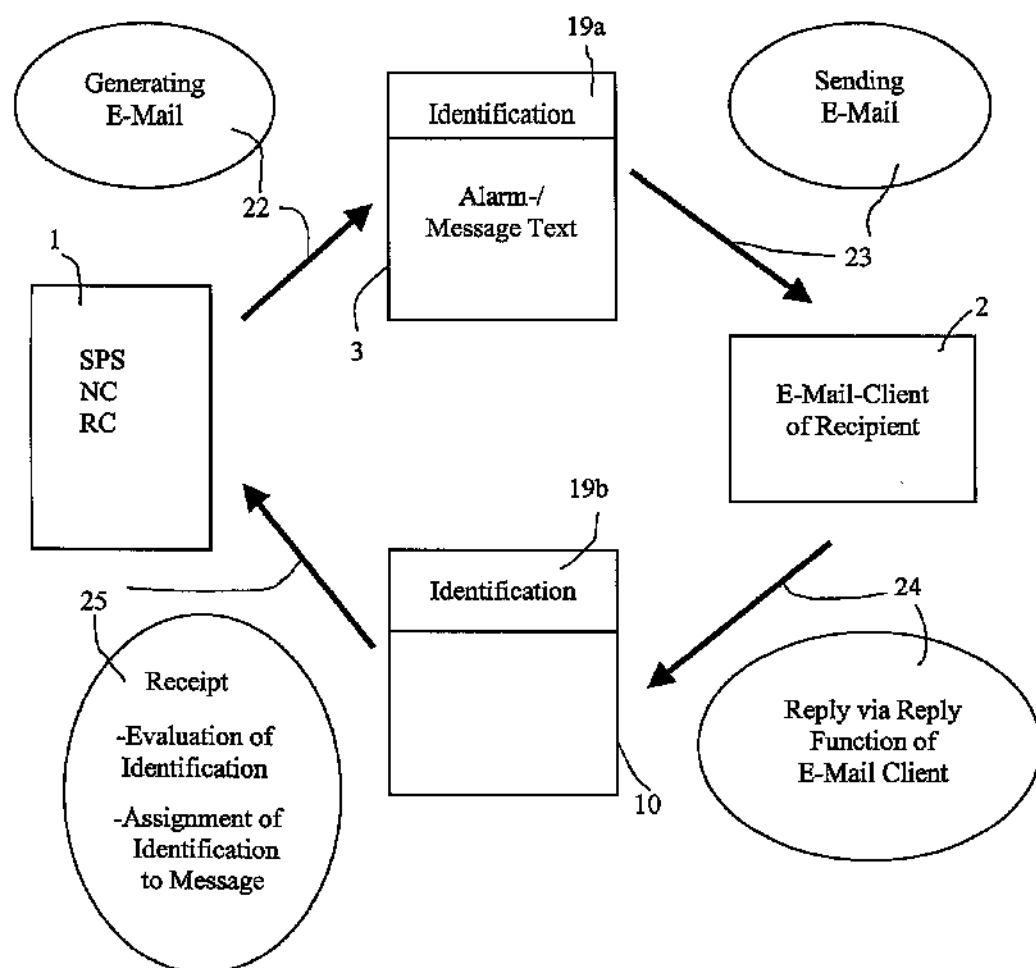 19a
Generating
E-Mail
Identification
Sending
E-Mail
22
Alarm-/
Message Text
23
1
3
2
SPS
NC
RC
E-Mail-Client
of Recipient
19b
Identification
25
24
Receipt
-Evaluation of
Identification
-Assignment of
Identification
to Message
10
Reply via Reply
Function of
E-Mail Client